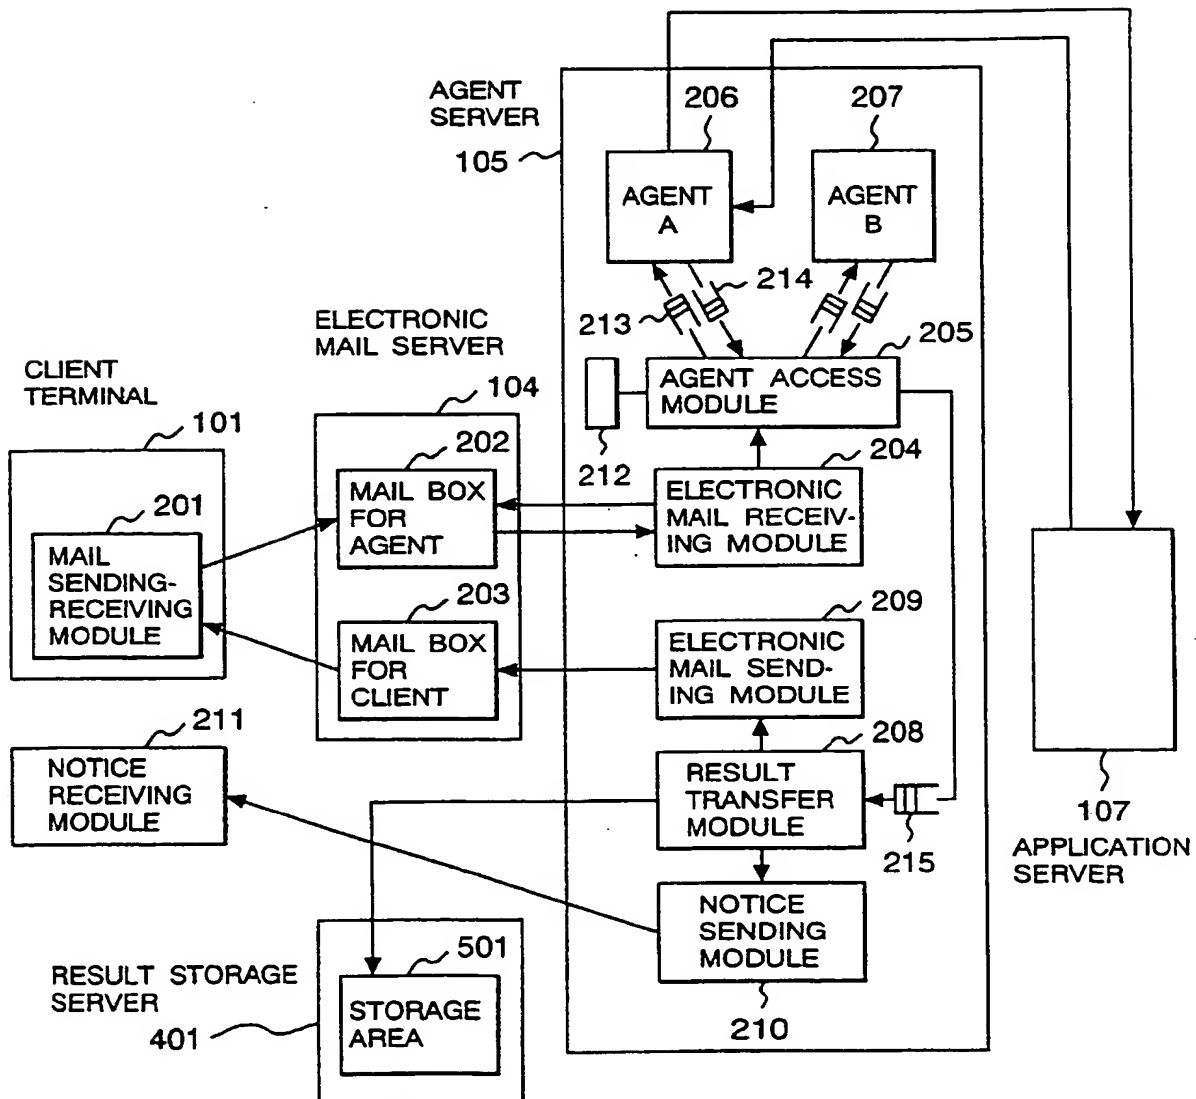 AGENT
SERVER
105
206
207
AGENT
A
AGENT
B
213
214
205
AGENT ACCESS
MODULE
212
ELECTRONIC
MAIL SERVER
104
CLIENT
TERMINAL
101
201
MAIL
SENDING-
RECEIVING
MODULE
202
MAIL BOX
FOR
AGENT
204
ELECTRONIC
MAIL RECEIV-
ING MODULE
203
MAIL BOX
FOR
CLIENT
209
ELECTRONIC
MAIL SEND-
ING MODULE
211
NOTICE
RECEIVING
MODULE
208
RESULT
TRANSFER
MODULE
215
107
APPLICATION
SERVER
NOTICE
SENDING
MODULE
210
RESULT STORAGE
SERVER
401
501
STORAGE
AREA